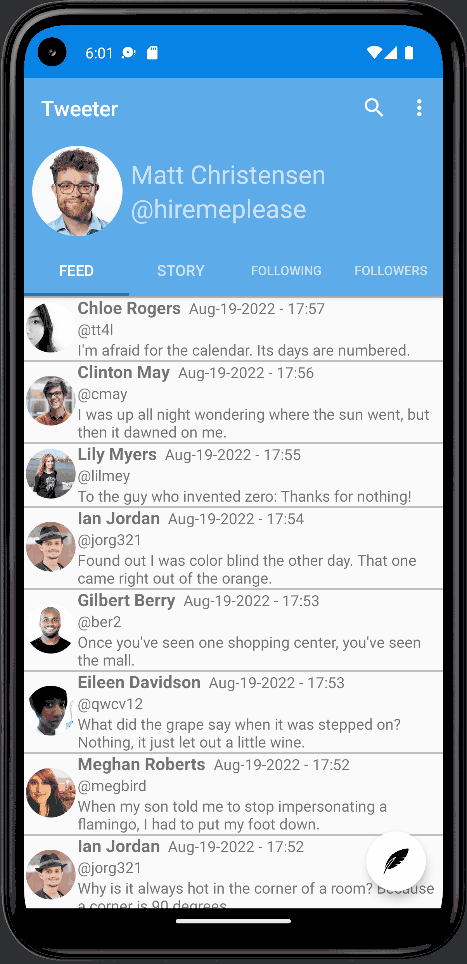 6:01
Tweeter
Matt Christensen
@hiremeplease
FEED STORY FOLLOWING FOLLOWERS
Chloe Rogers Aug-19-2022 - 17:57
@tt4l
I'm afraid for the calendar. Its days are numbered.
Clinton May Aug-19-2022 - 17:56
@cmay
I was up all night wondering where the sun went, but
then it dawned on me.
Lily Myers Aug-19-2022 - 17:55
@lilmey
To the guy who invented zero: Thanks for nothing!
Ian Jordan Aug-19-2022 - 17:54
@jorg321
Found out I was color blind the other day. That one
came right out of the orange.
Gilbert Berry Aug-19-2022 - 17:53
@ber2
Once you've seen one shopping center, you've seen
the mall.
Eileen Davidson Aug-19-2022 - 17:53
@qwcv12
What did the grape say when it was stepped on?
Nothing, it just let out a little wine.
Meghan Roberts Aug-19-2022 - 17:52
@megbird
When my son told me to stop impersonating a
flamingo, I had to put my foot down.
Ian Jordan Aug-19-2022 - 17:52
@jorg321
Why is it always hot in the corner of a room? Because
a corner is 90 degrees.